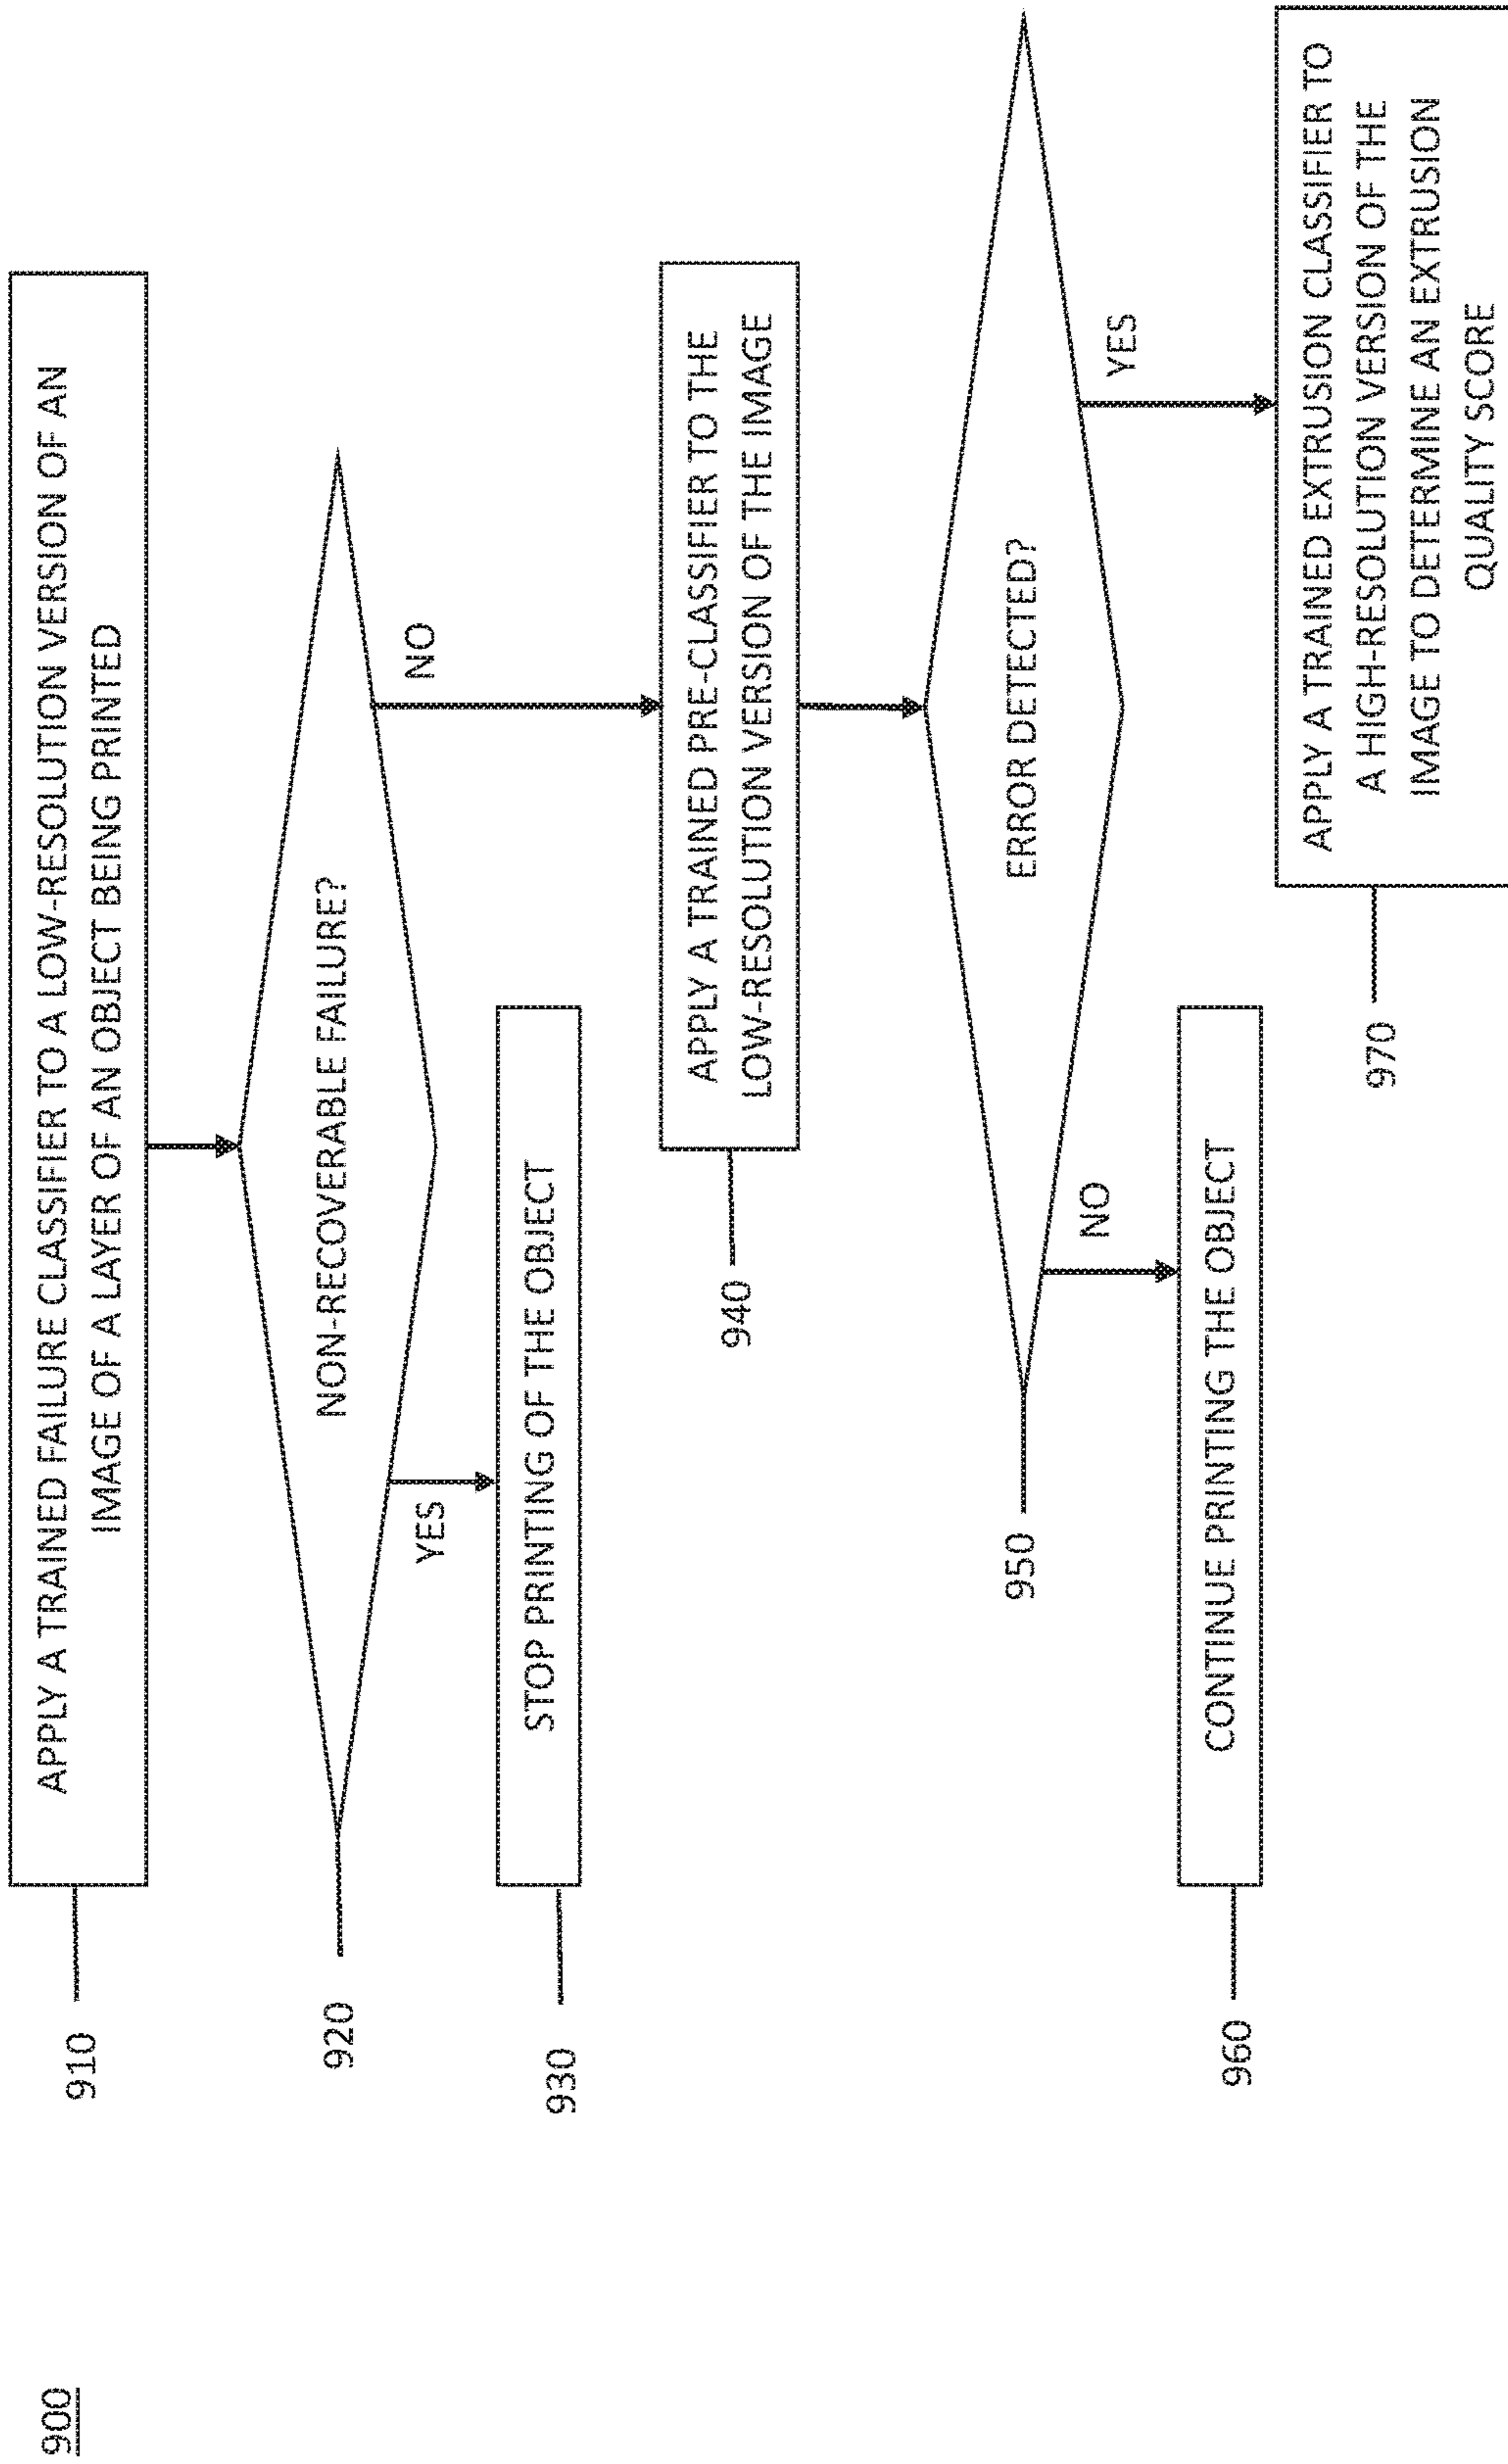 900
910
APPLY A TRAINED FAILURE CLASSIFIER TO A LOW-RESOLUTION VERSION OF AN
IMAGE OF A LAYER OF AN OBJECT BEING PRINTED
920
NON-RECOVERABLE FAILURE?
YES
NO
930
STOP PRINTING OF THE OBJECT
940
APPLY A TRAINED PRE-CLASSIFIER TO THE
LOW-RESOLUTION VERSION OF THE IMAGE
950
ERROR DETECTED?
NO
YES
960
CONTINUE PRINTING THE OBJECT
970
APPLY A TRAINED EXTRUSION CLASSIFIER TO
A HIGH-RESOLUTION VERSION OF THE
IMAGE TO DETERMINE AN EXTRUSION
QUALITY SCORE